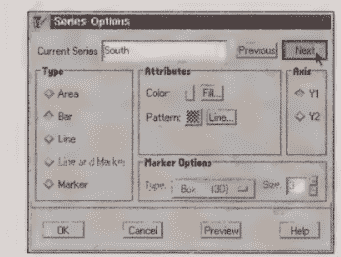 Series Options
Current Series: South Previous Next
Type
Area
Bar
Line
Line and Marker
Marker
Attributes
Color: Fill...
Pattern: Line...
Axis
Y1
Y2
Marker Options
Type: Box (3D) Size: 3
OK Cancel Preview Help